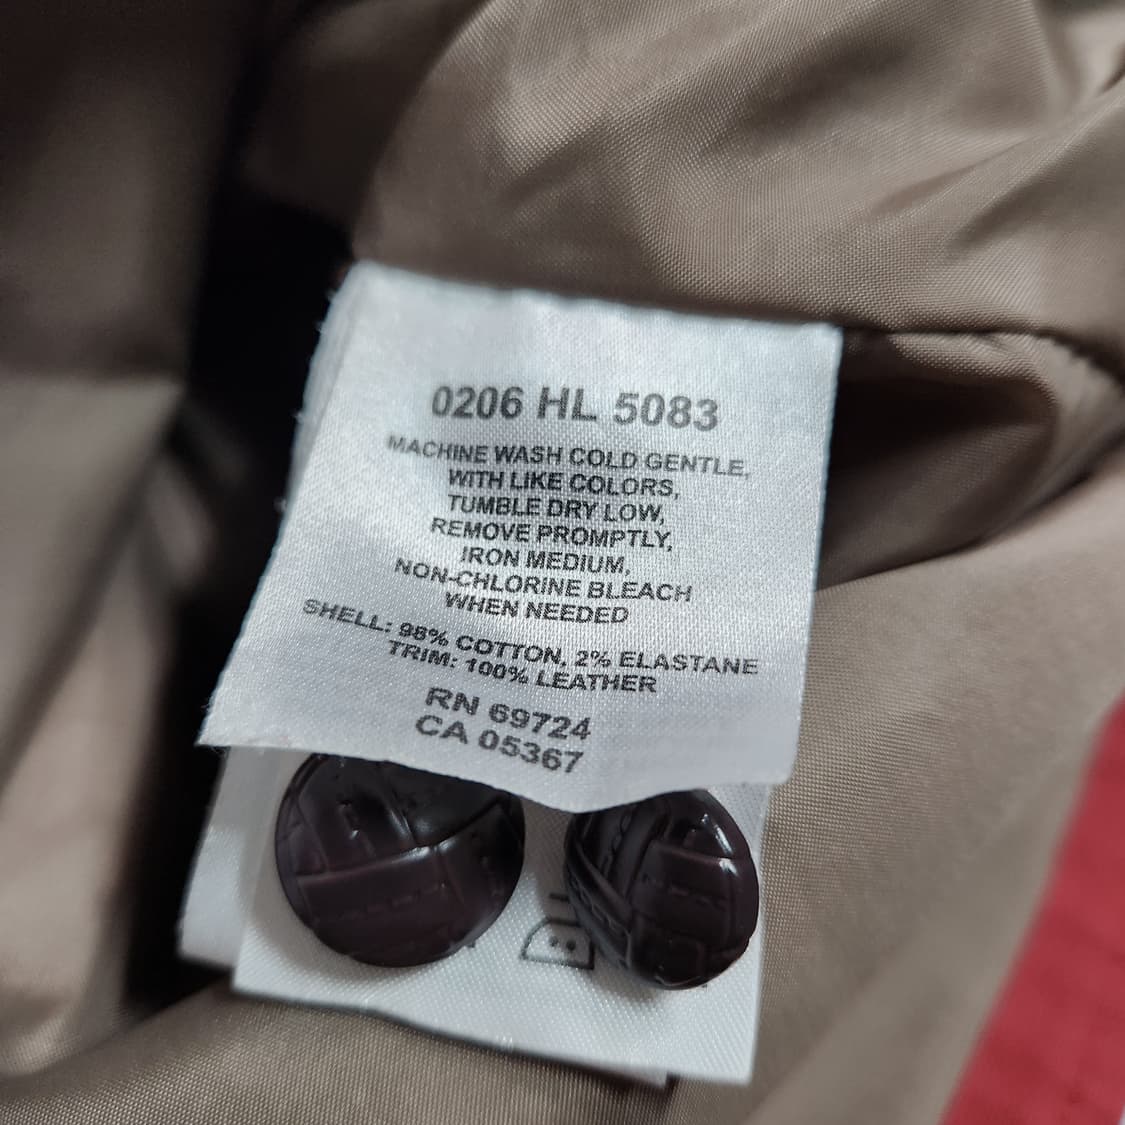 0206 HL 5083
MACHINE WASH COLD GENTLE,
WITH LIKE COLORS,
TUMBLE DRY LOW,
REMOVE PROMPTLY,
IRON MEDIUM,
NON-CHLORINE BLEACH
WHEN NEEDED
SHELL: 98% COTTON, 2% ELASTANE
TRIM: 100% LEATHER
RN 69724
CA 05367